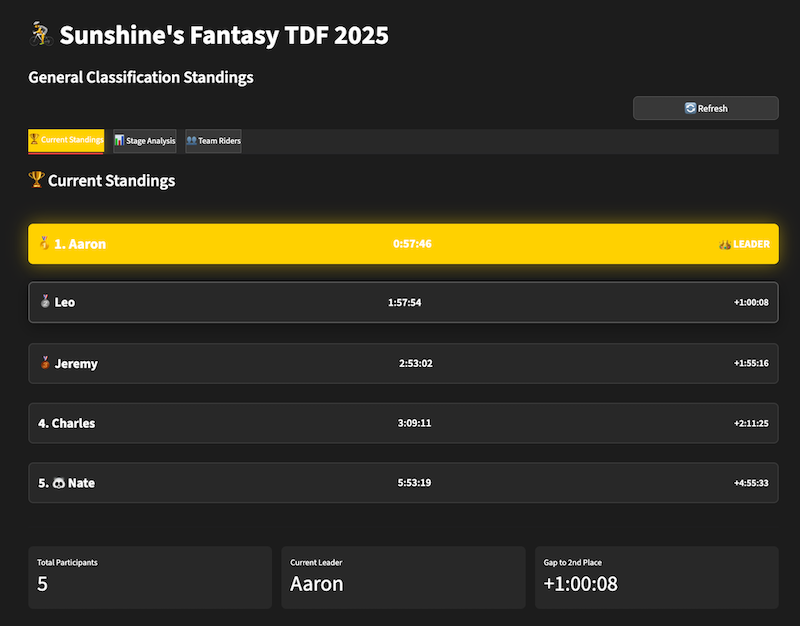 Sunshine's Fantasy TDF 2025
General Classification Standings
Refresh
Current Standings Stage Analysis Team Riders
Current Standings
1. Aaron 0:57:46 LEADER
Leo 1:57:54 +1:00:08
Jeremy 2:53:02 +1:55:16
4. Charles 3:09:11 +2:11:25
5. Nate 5:53:19 +4:55:33
Total Participants Current Leader Gap to 2nd Place
5 Aaron +1:00:08